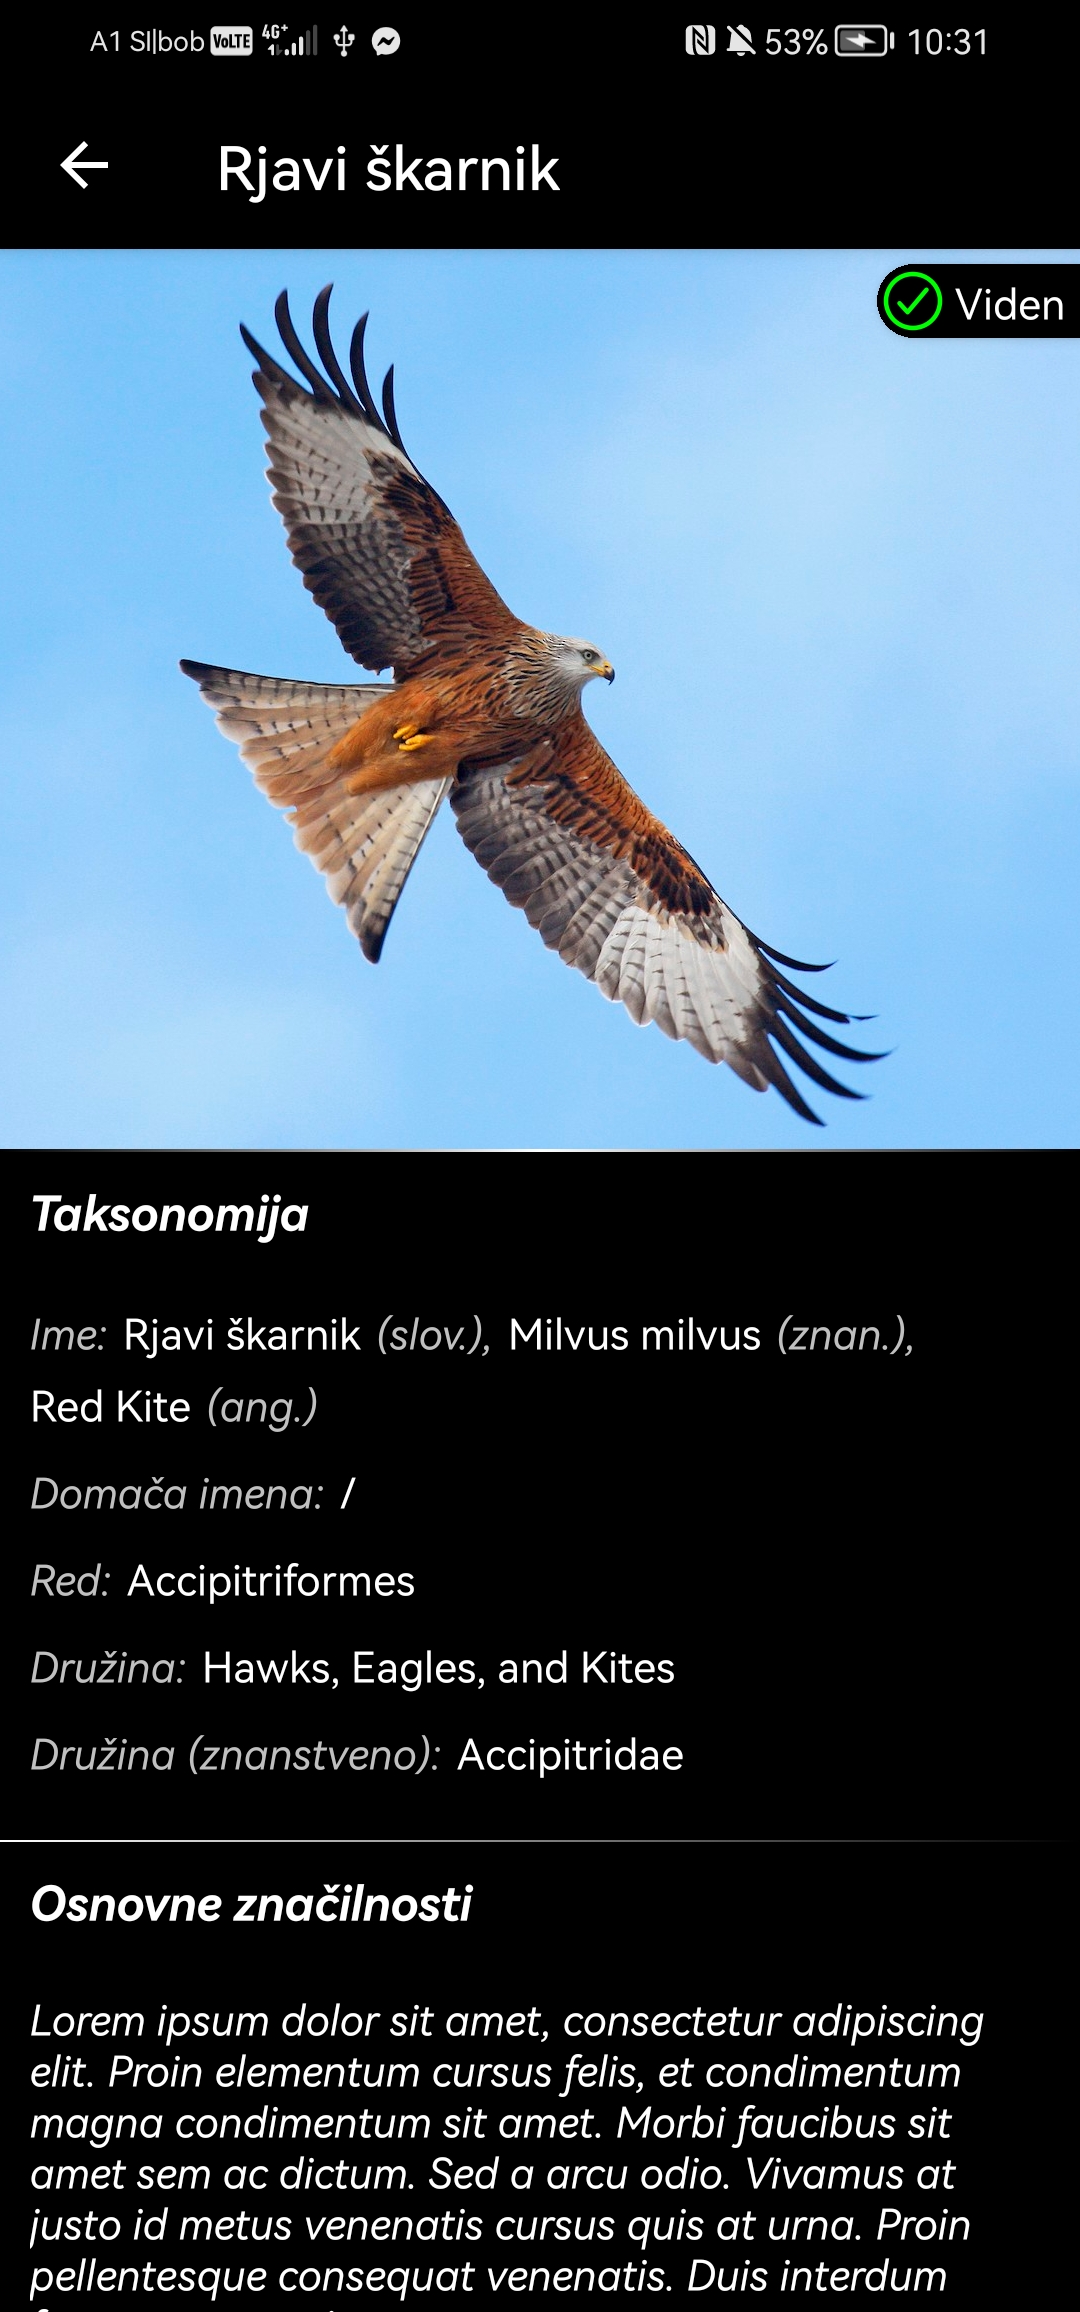 A1 SI|bob VoLTE 4G+ 53% 10:31
Rjavi škarnik
Viden
Taksonomija
Ime: Rjavi škarnik (slov.), Milvus milvus (znan.),
Red Kite (ang.)
Domača imena: /
Red: Accipitriformes
Družina: Hawks, Eagles, and Kites
Družina (znanstveno): Accipitridae
Osnovne značilnosti
Lorem ipsum dolor sit amet, consectetur adipiscing
elit. Proin elementum cursus felis, et condimentum
magna condimentum sit amet. Morbi faucibus sit
amet sem ac dictum. Sed a arcu odio. Vivamus at
justo id metus venenatis cursus quis at urna. Proin
pellentesque consequat venenatis. Duis interdum